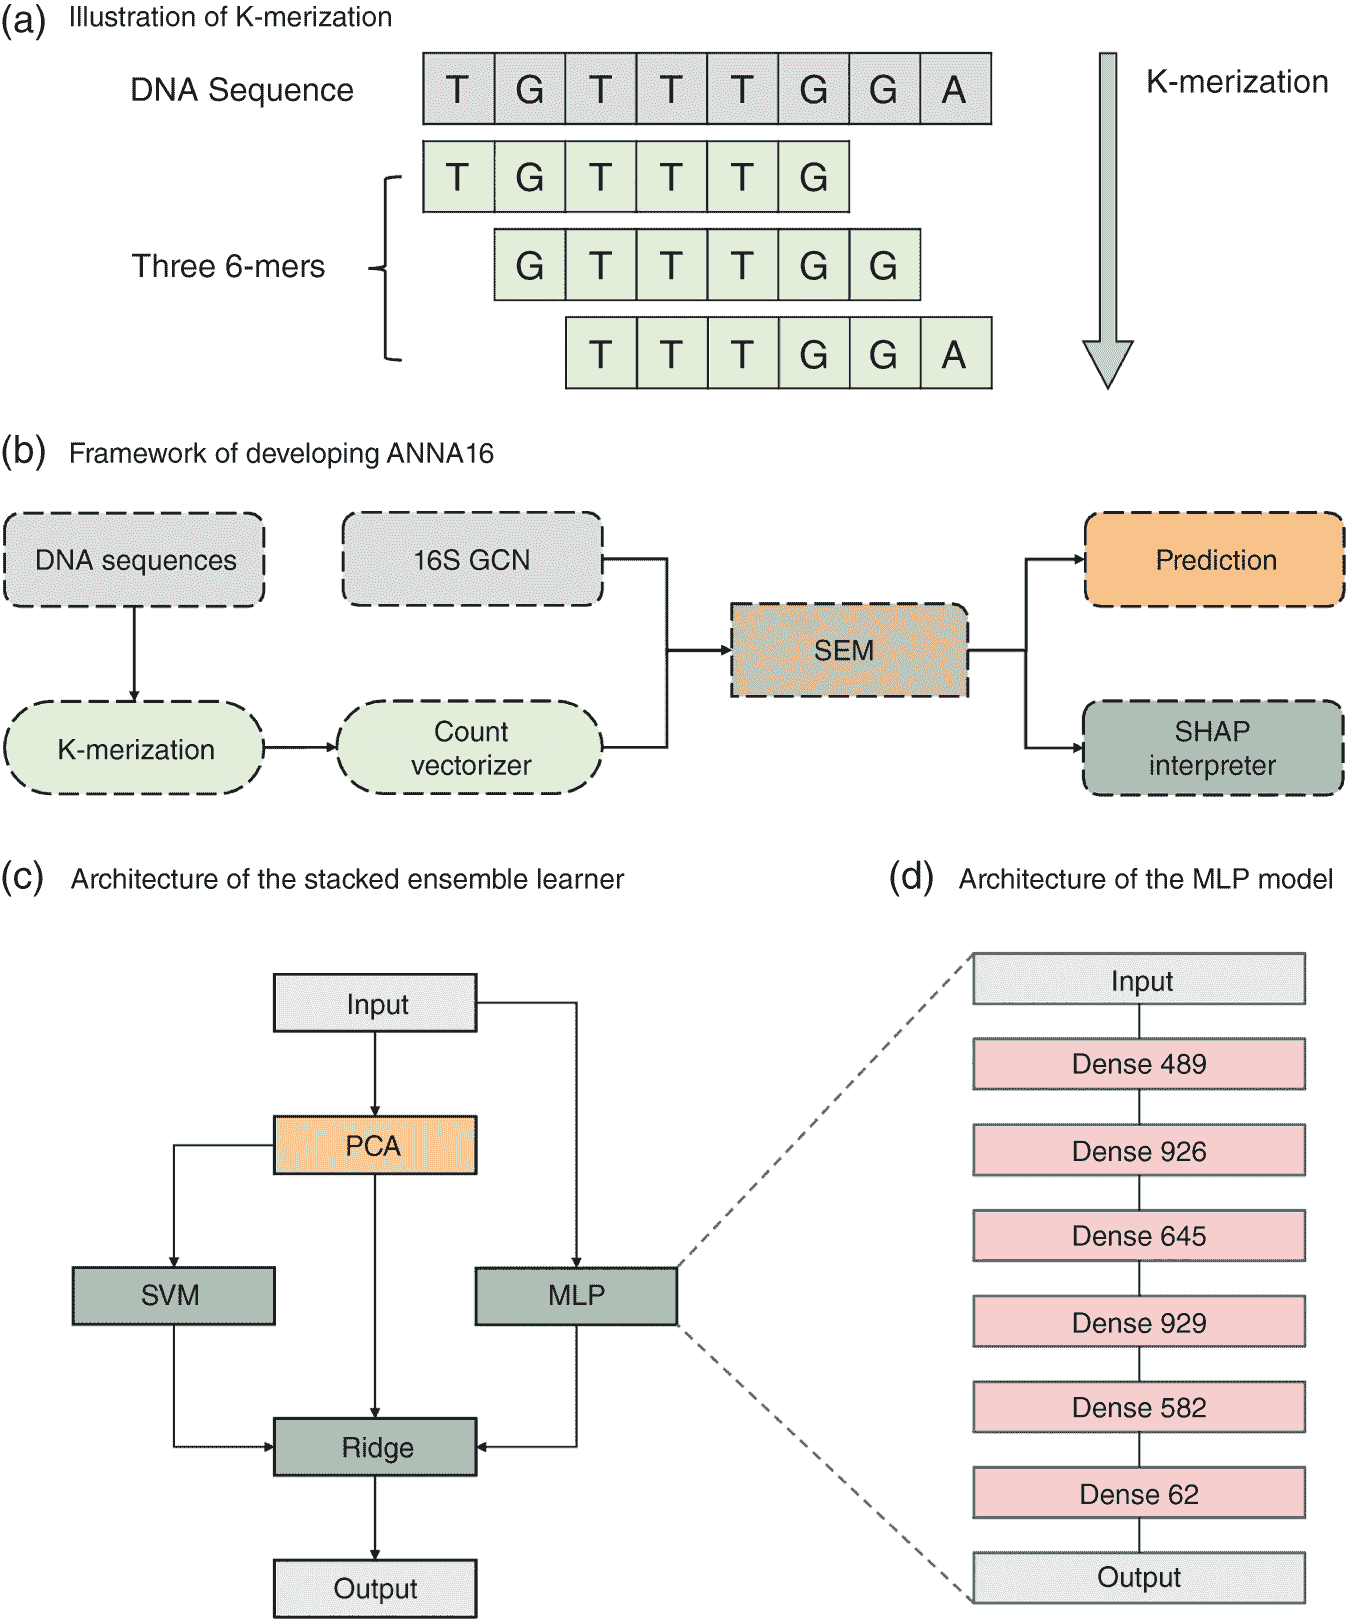 (a) Illustration of K-merization
DNA Sequence T G T T T G G A K-merization
T G T T T G
Three 6-mers G T T T G G
T T T G G A
(b) Framework of developing ANNA16
DNA sequences 16S GCN Prediction
SEM
K-merization Count vectorizer SHAP interpreter
(c) Architecture of the stacked ensemble learner
Input
PCA
SVM MLP
Ridge
Output
(d) Architecture of the MLP model
Input
Dense 489
Dense 926
Dense 645
Dense 929
Dense 582
Dense 62
Output